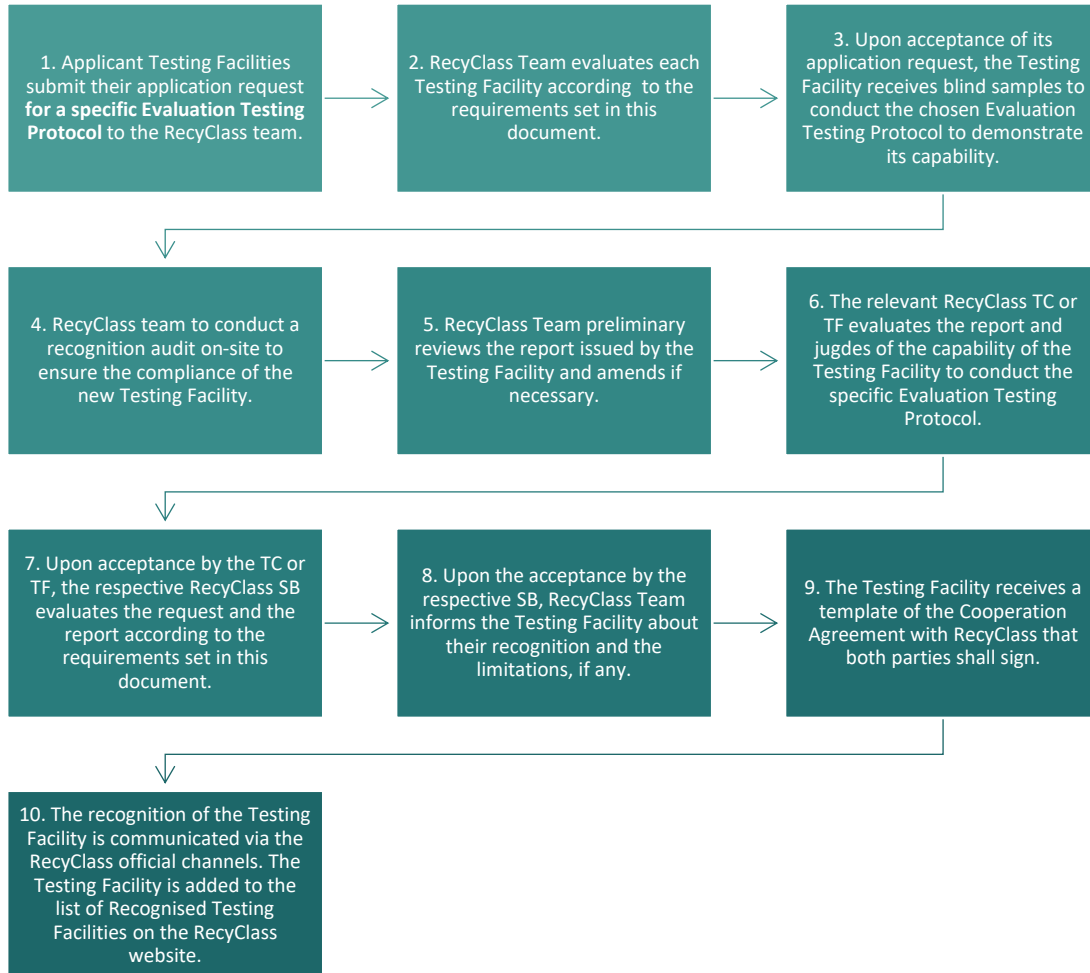 1. Applicant Testing Facilities
submit their application request
for a specific Evaluation Testing
Protocol to the RecyClass team.
2. RecyClass Team evaluates each
Testing Facility according to the
requirements set in this
document.
3. Upon acceptance of its
application request, the Testing
Facility receives blind samples to
conduct the chosen Evaluation
Testing Protocol to demonstrate
its capability.
4. RecyClass team to conduct a
recognition audit on-site to
ensure the compliance of the
new Testing Facility.
5. RecyClass Team preliminary
reviews the report issued by the
Testing Facility and amends if
necessary.
6. The relevant RecyClass TC or
TF evaluates the report and
jugdes of the capability of the
Testing Facility to conduct the
specific Evaluation Testing
Protocol.
7. Upon acceptance by the TC or
TF, the respective RecyClass SB
evaluates the request and the
report according to the
requirements set in this
document.
8. Upon the acceptance by the
respective SB, RecyClass Team
informs the Testing Facility about
their recognition and the
limitations, if any.
9. The Testing Facility receives a
template of the Cooperation
Agreement with RecyClass that
both parties shall sign.
10. The recognition of the Testing
Facility is communicated via the
RecyClass official channels. The
Testing Facility is added to the
list of Recognised Testing
Facilities on the RecyClass
website.